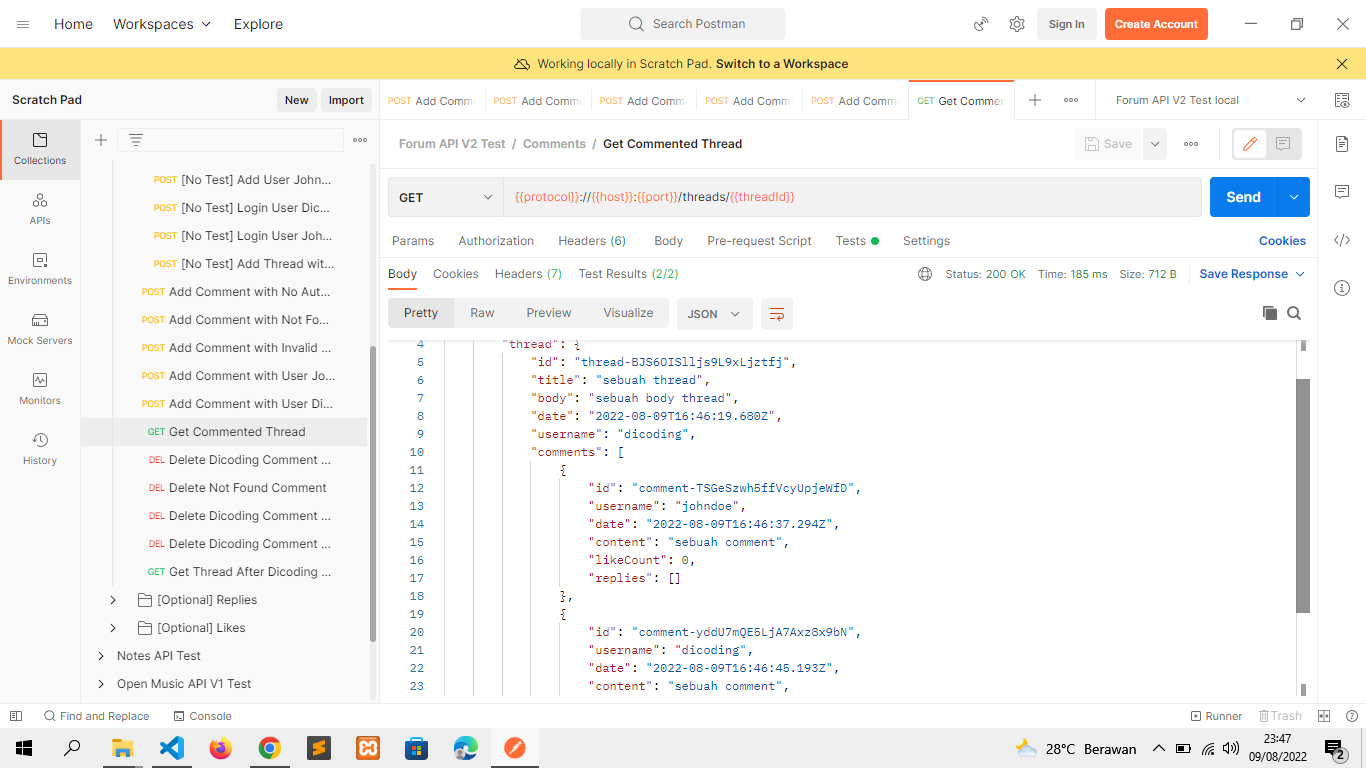 Home Workspaces Explore Search Postman Sign In Create Account
Working locally in Scratch Pad. Switch to a Workspace
Scratch Pad New Import
POST Add Comm POST Add Comm POST Add Comm POST Add Comm POST Add Comm GET Get Commen Forum API V2 Test local
Collections
APIs
Environments
Mock Servers
Monitors
History
POST [No Test] Add User John...
POST [No Test] Login User Dic...
POST [No Test] Login User Joh...
POST [No Test] Add Thread wit...
POST Add Comment with No Aut...
POST Add Comment with Not Fo...
POST Add Comment with Invalid ...
POST Add Comment with User Jo...
POST Add Comment with User Di...
GET Get Commented Thread
DEL Delete Dicoding Comment ...
DEL Delete Not Found Comment
DEL Delete Dicoding Comment ...
DEL Delete Dicoding Comment ...
GET Get Thread After Dicoding ...
[Optional] Replies
[Optional] Likes
Notes API Test
Open Music API V1 Test
Forum API V2 Test / Comments / Get Commented Thread Save
GET {{protocol}}://{{host}}:{{port}}/threads/{{threadId}} Send
Params Authorization Headers (6) Body Pre-request Script Tests Settings Cookies
Body Cookies Headers (7) Test Results (2/2) Status: 200 OK Time: 185 ms Size: 712 B Save Response
Pretty Raw Preview Visualize JSON
4 "thread": {
5 "id": "thread-BJS6OISlljs9L9xLjztfj",
6 "title": "sebuah thread",
7 "body": "sebuah body thread",
8 "date": "2022-08-09T16:46:19.680Z",
9 "username": "dicoding",
10 "comments": [
11 {
12 "id": "comment-TSGeSzwh5ffVcyUpjeWfD",
13 "username": "johndoe",
14 "date": "2022-08-09T16:46:37.294Z",
15 "content": "sebuah comment",
16 "likeCount": 0,
17 "replies": []
18 },
19 {
20 "id": "comment-yddU7mQE5LjA7Axz8x9bN",
21 "username": "dicoding",
22 "date": "2022-08-09T16:46:45.193Z",
23 "content": "sebuah comment",
Find and Replace Console Runner Trash
28°C Berawan 23:47
09/08/2022 2